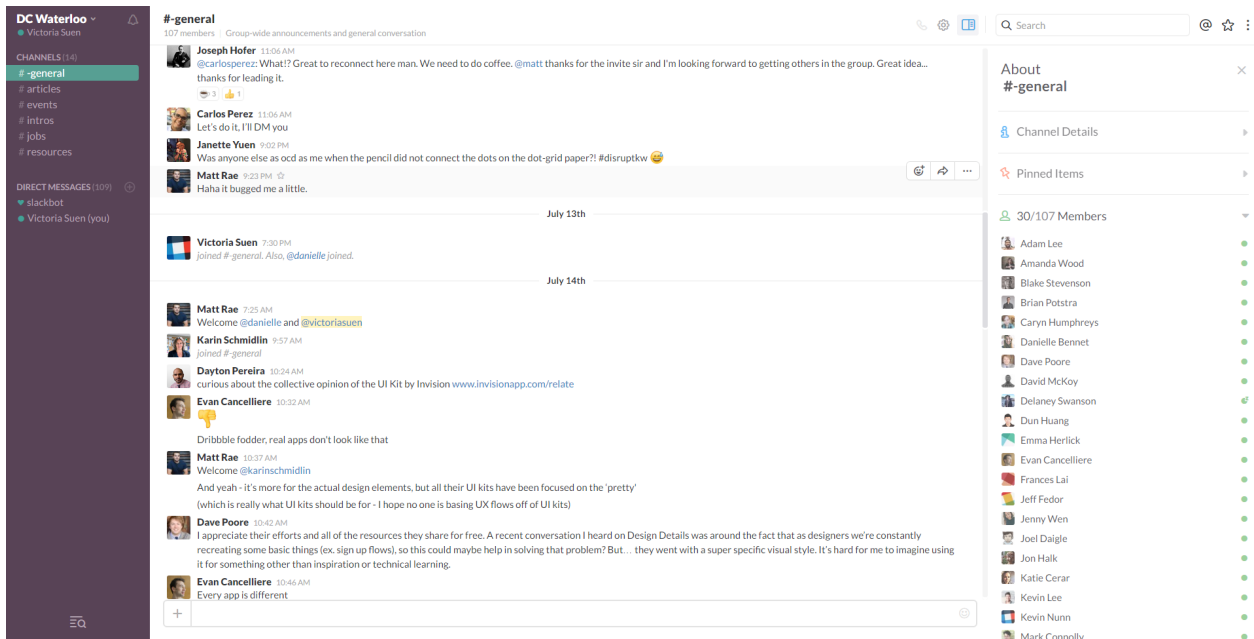 DC Waterloo
Victoria Suen
CHANNELS (14)
# -general
# articles
# events
# intros
# jobs
# resources
DIRECT MESSAGES (109)
slackbot
Victoria Suen (you)
#-general
107 members | Group-wide announcements and general conversation
Search
Joseph Hofer 11:06 AM
@carlosperez: What!? Great to reconnect here man. We need to do coffee. @matt thanks for the invite sir and I'm looking forward to getting others in the group. Great idea...
thanks for leading it.
3 1
Carlos Perez 11:06 AM
Let's do it, I'll DM you
Janette Yuen 9:02 PM
Was anyone else as ocd as me when the pencil did not connect the dots on the dot-grid paper?! #disruptkw
Matt Rae 9:23 PM
Haha it bugged me a little.
July 13th
Victoria Suen 7:30 PM
joined #-general. Also, @danielle joined.
July 14th
Matt Rae 7:25 AM
Welcome @danielle and @victoriasuen
Karin Schmidlin 9:57 AM
joined #-general
Dayton Pereira 10:24 AM
curious about the collective opinion of the UI Kit by Invision www.invisionapp.com/relate
Evan Cancelliere 10:32 AM
Dribbble fodder, real apps don't look like that
Matt Rae 10:37 AM
Welcome @karinschmidlin
And yeah - it's more for the actual design elements, but all their UI kits have been focused on the 'pretty'
(which is really what UI kits should be for - I hope no one is basing UX flows off of UI kits)
Dave Poore 10:42 AM
I appreciate their efforts and all of the resources they share for free. A recent conversation I heard on Design Details was around the fact that as designers we're constantly
recreating some basic things (ex. sign up flows), so this could maybe help in solving that problem? But... they went with a super specific visual style. It's hard for me to imagine using
it for something other than inspiration or technical learning.
Evan Cancelliere 10:46 AM
Every app is different
About
#-general
Channel Details
Pinned Items
30/107 Members
Adam Lee
Amanda Wood
Blake Stevenson
Brian Potstra
Caryn Humphreys
Danielle Bennet
Dave Poore
David McKoy
Delaney Swanson
Dun Huang
Emma Herlick
Evan Cancelliere
Frances Lai
Jeff Fedor
Jenny Wen
Joel Daigle
Jon Halk
Katie Cerar
Kevin Lee
Kevin Nunn
Mark Connolly